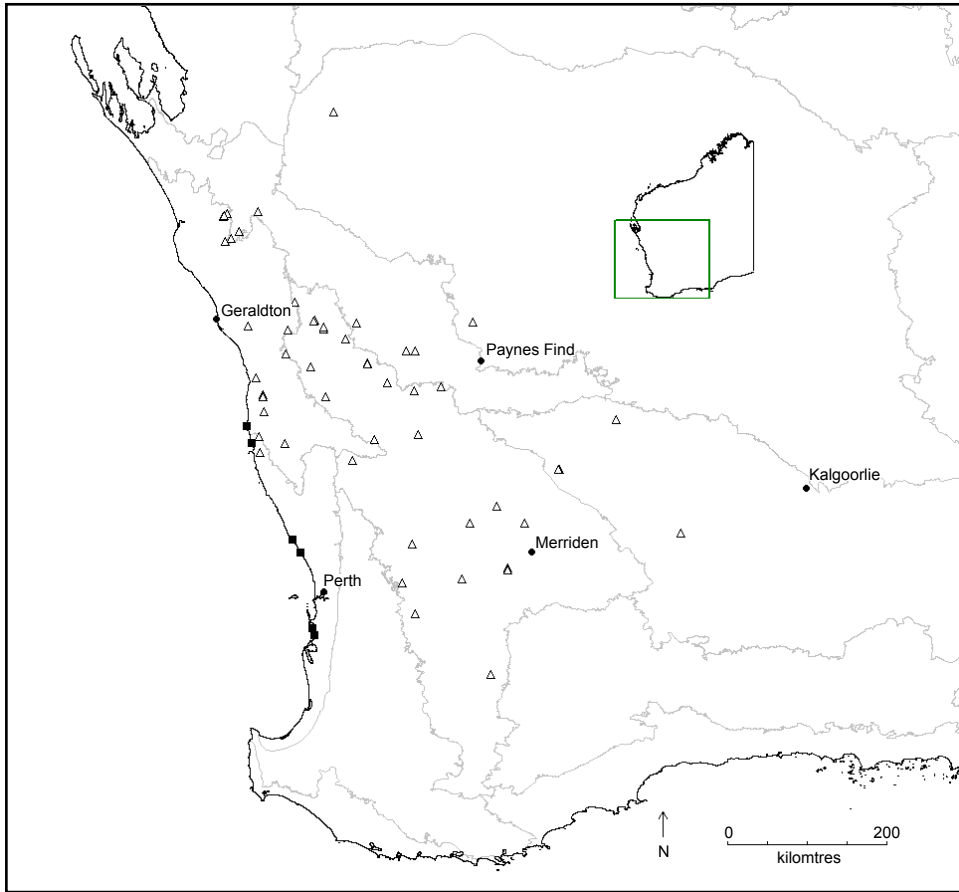 Geraldton
Paynes Find
Kalgoorlie
Merriden
Perth
0 200
kilomtres
N